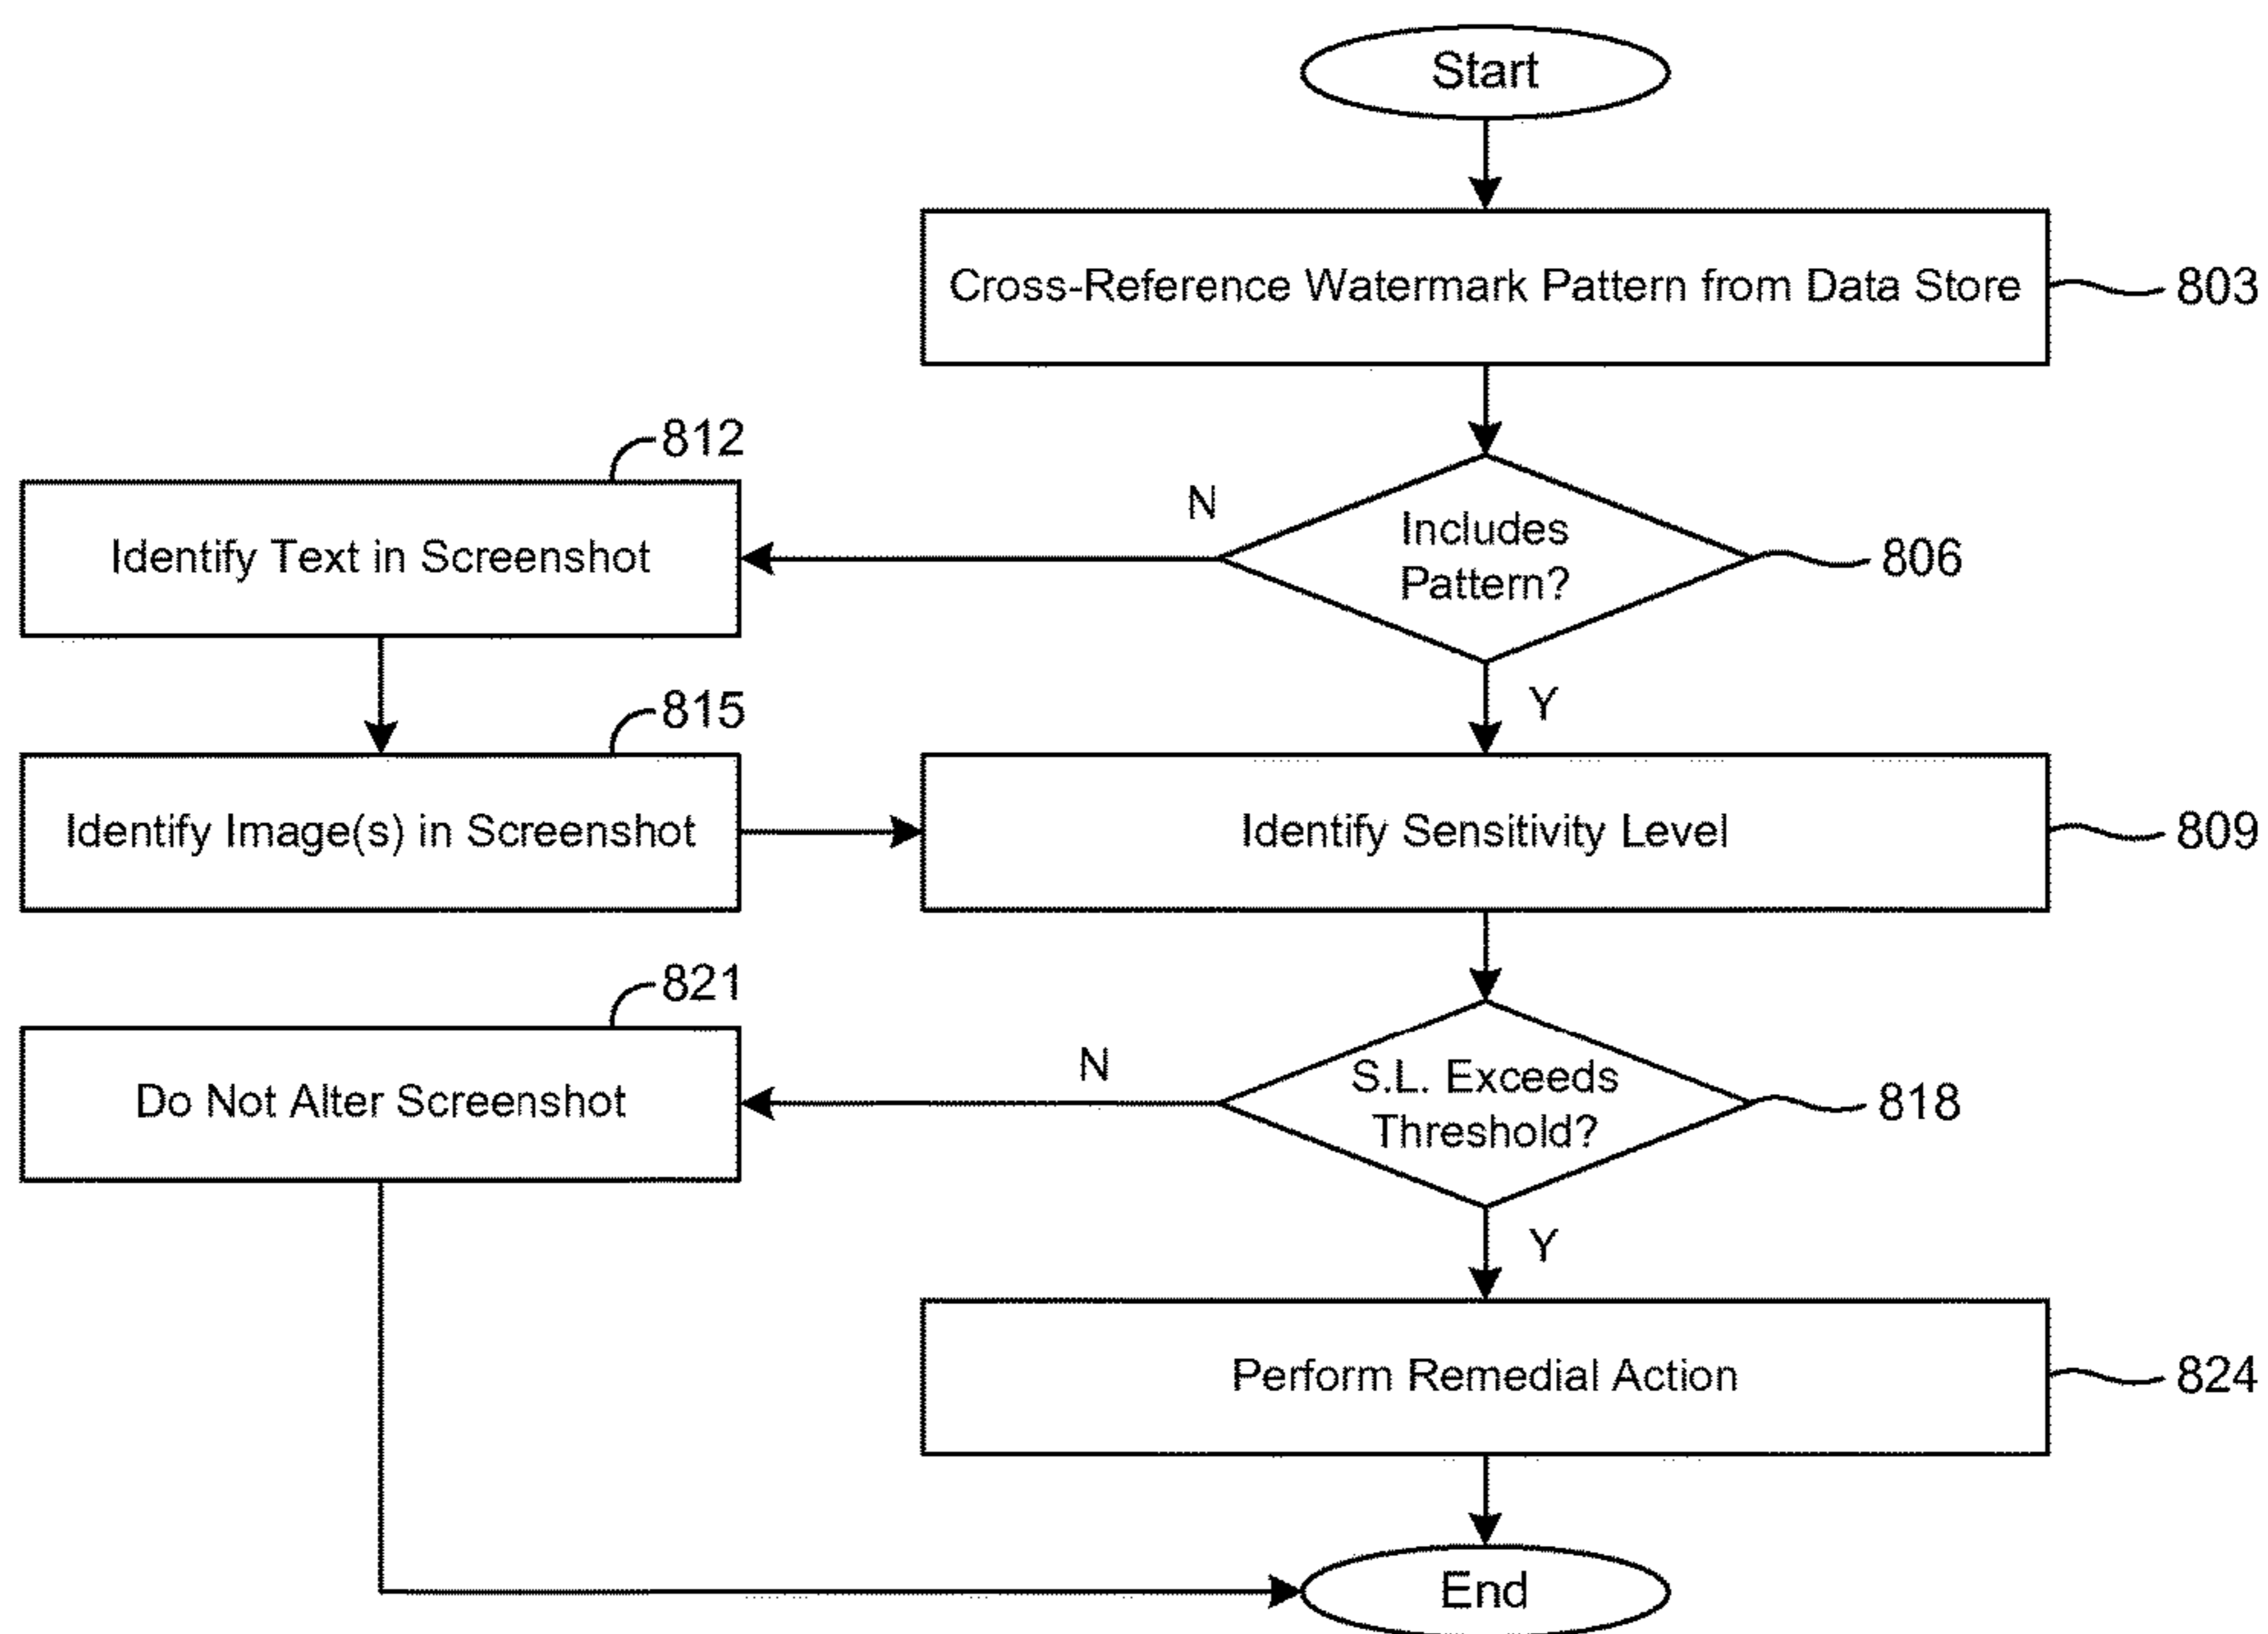 Start
Cross-Reference Watermark Pattern from Data Store
803
812
N
Includes
Pattern?
806
Identify Text in Screenshot
Y
815
Identify Image(s) in Screenshot
Identify Sensitivity Level
809
821
N
S.L. Exceeds
Threshold?
818
Do Not Alter Screenshot
Y
Perform Remedial Action
824
End